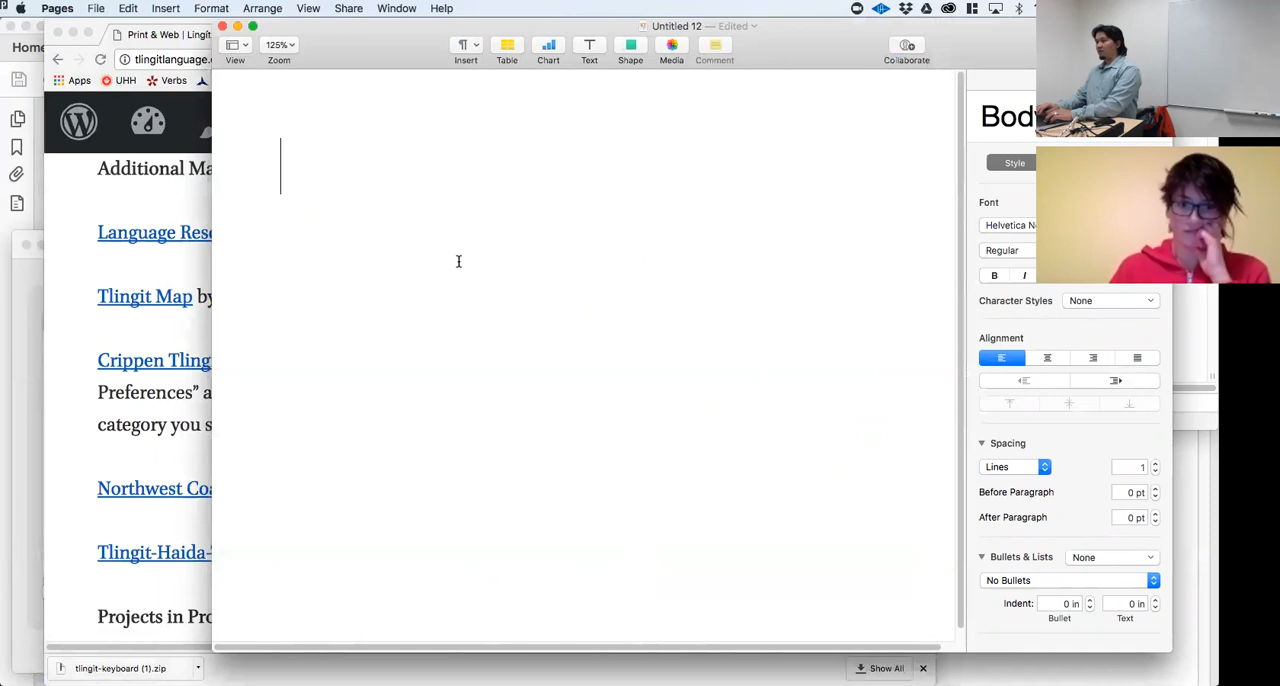 Pages File Edit Insert Format Arrange View Share Window Help
Home
Print & Web | Lingít
tlingitlanguage.
Apps UHH Verbs
Untitled 12 — Edited
125%
View Zoom Insert Table Chart Text Shape Media Comment Collaborate
Additional Ma
Language Reso
Tlingit Map by
Crippen Tling
Preferences” a
category you s
Northwest Coa
Tlingit-Haida-
Projects in Pro
Body
Style
Font
Helvetica Ne
Regular
B I
Character Styles None
Alignment
Spacing
Lines 1
Before Paragraph 0 pt
After Paragraph 0 pt
Bullets & Lists None
No Bullets
Indent: 0 in 0 in
Bullet Text
tlingit-keyboard (1).zip
Show All